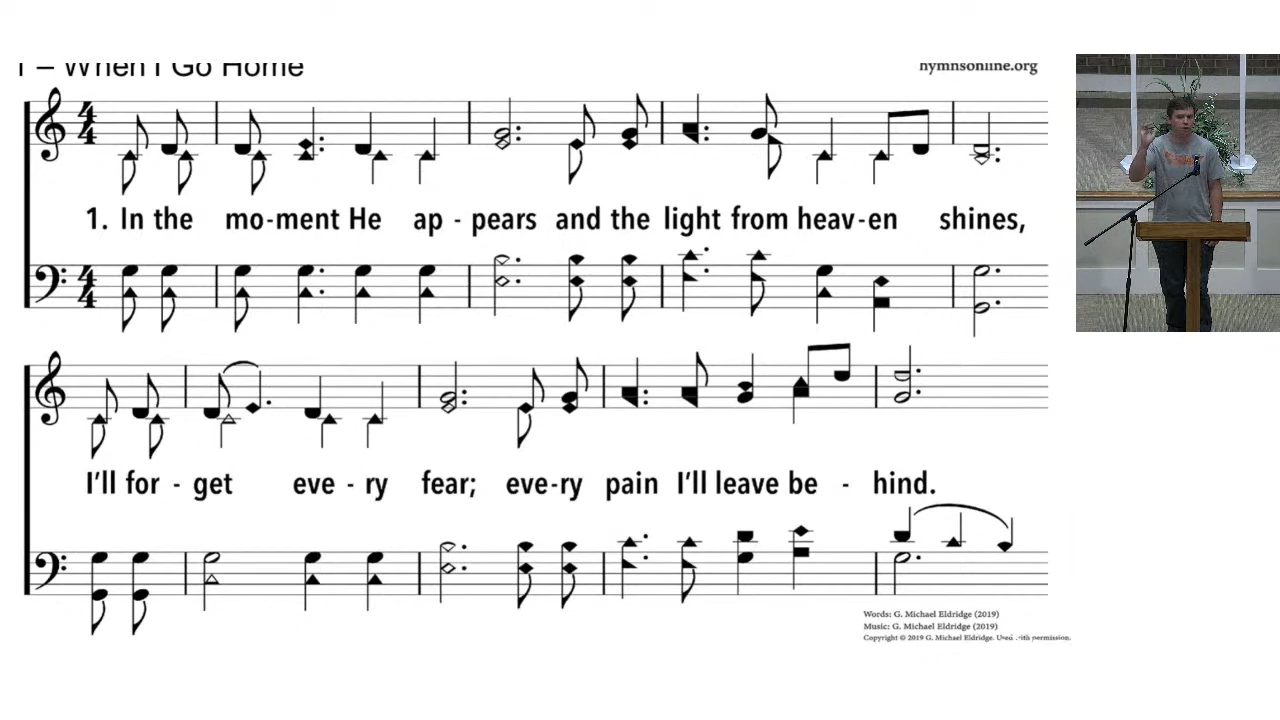 1 – When I Go Home
hymnsonline.org
1. In the mo-ment He ap - pears and the light from heav-en shines,
I'll for - get eve - ry fear; eve-ry pain I'll leave be - hind.
Words: G. Michael Eldridge (2019)
Music: G. Michael Eldridge (2019)
Copyright © 2019 G. Michael Eldridge. Used with permission.